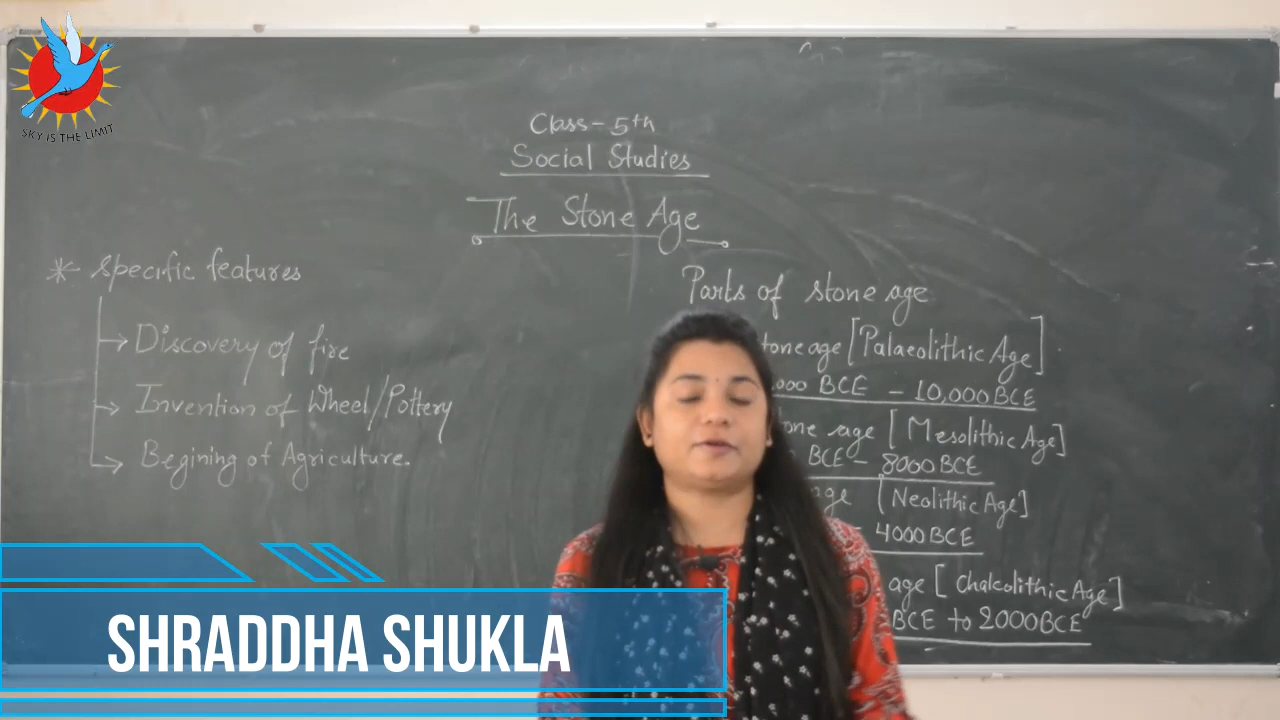 SKY IS THE LIMIT
Class - 5th
Social Studies
The Stone Age
* Specific features
Discovery of fire
Invention of Wheel/Pottery
Begining of Agriculture.
Parts of stone age
age [Palaeolithic Age]
BCE - 10,000 BCE
age [Mesolithic Age]
BCE - 8000 BCE
age [Neolithic Age]
- 4000 BCE
age [Chalcolithic Age]
BCE to 2000 BCE
SHRADDHA SHUKLA